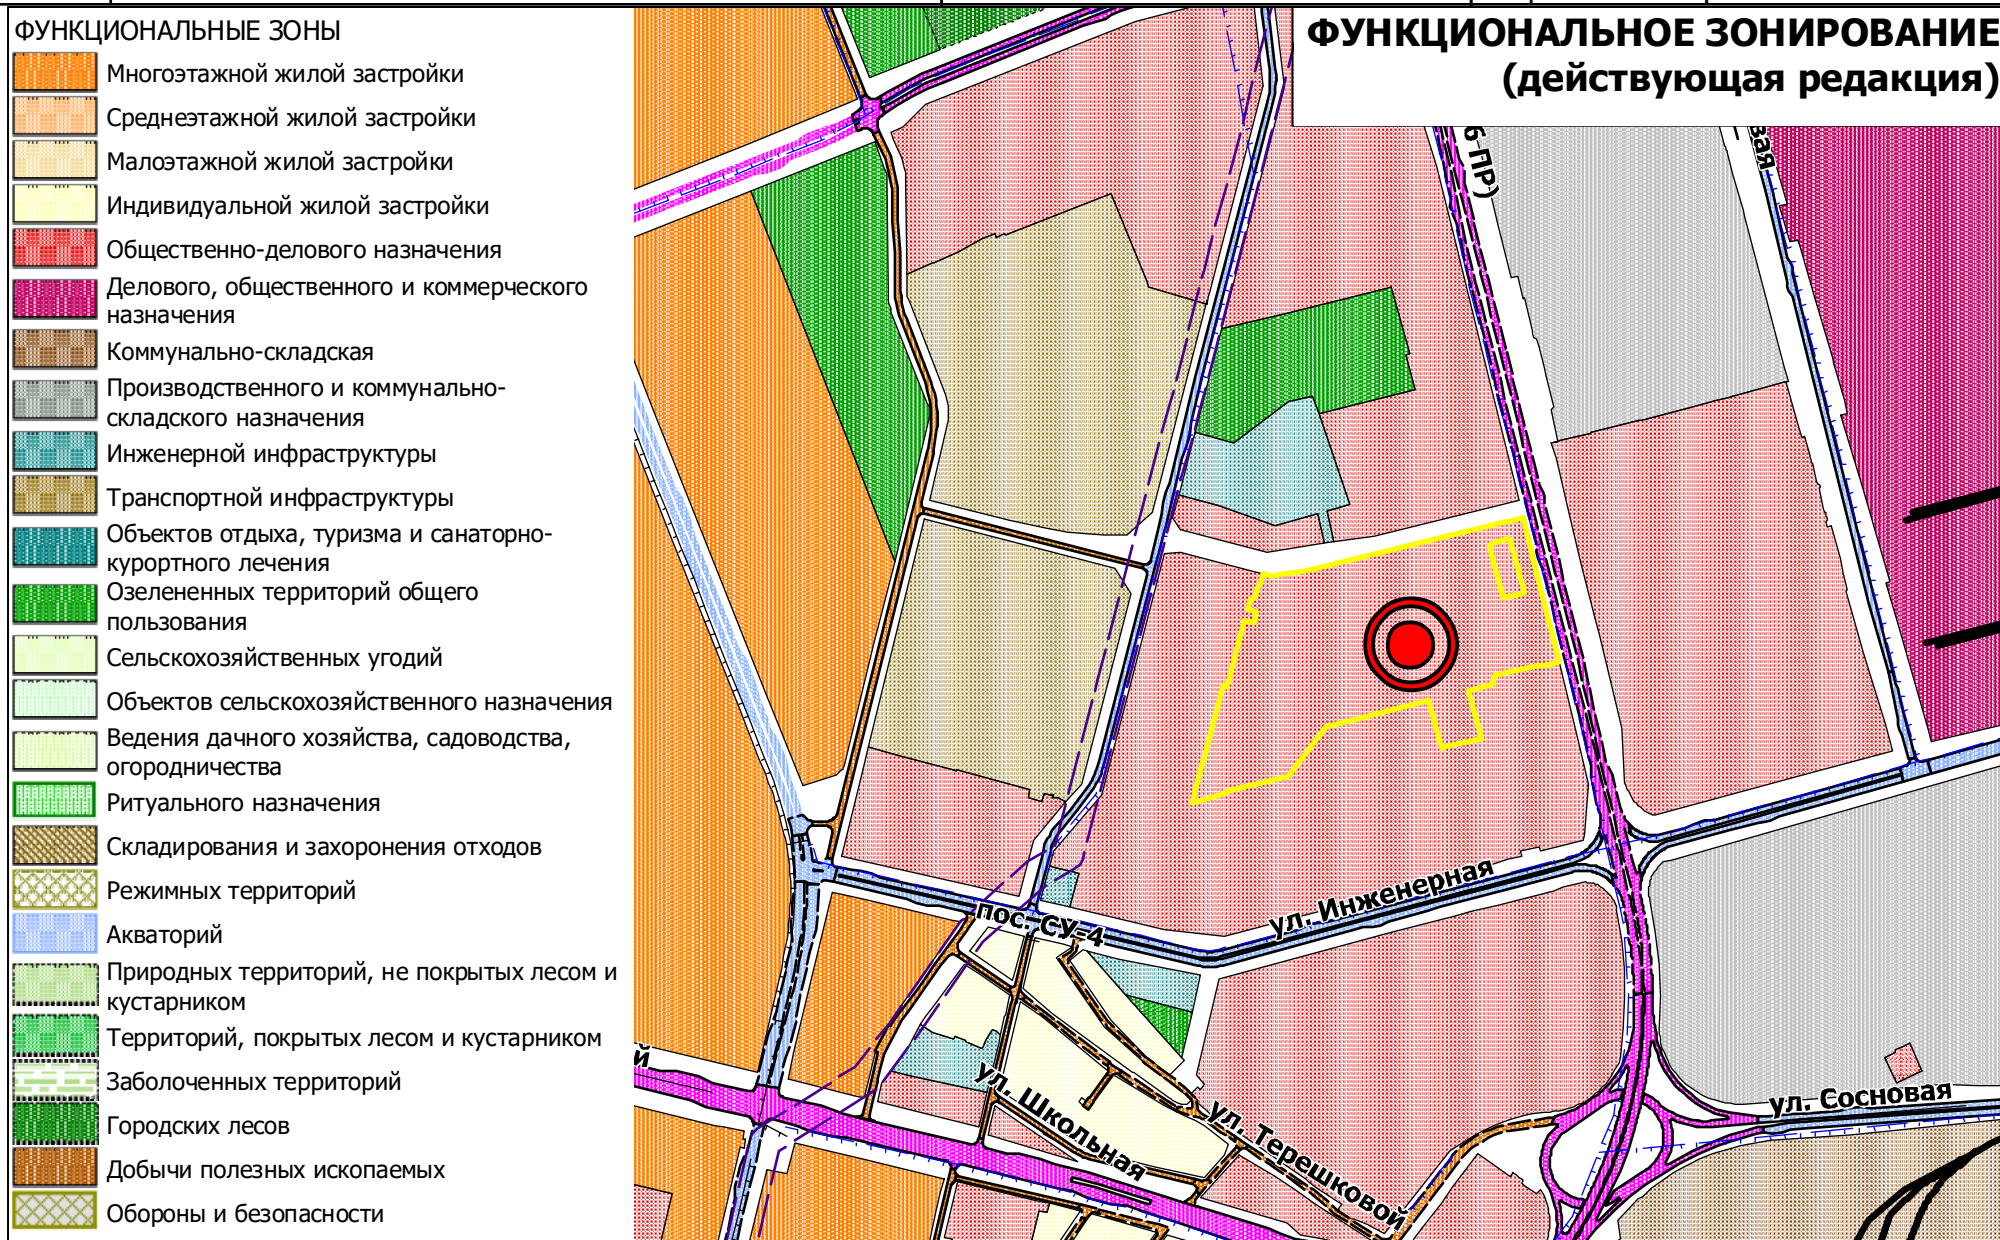 ФУНКЦИОНАЛЬНОЕ ЗОНИРОВАНИЕ
(действующая редакция)
ФУНКЦИОНАЛЬНЫЕ ЗОНЫ
Многоэтажной жилой застройки
Среднеэтажной жилой застройки
Малоэтажной жилой застройки
Индивидуальной жилой застройки
Общественно-делового назначения
Делового, общественного и коммерческого
назначения
Коммунально-складская
Производственного и коммунально-
складского назначения
Инженерной инфраструктуры
Транспортной инфраструктуры
Объектов отдыха, туризма и санаторно-
курортного лечения
Озелененных территорий общего
пользования
Сельскохозяйственных угодий
Объектов сельскохозяйственного назначения
Ведения дачного хозяйства, садоводства,
огородничества
Ритуального назначения
Складирования и захоронения отходов
Режимных территорий
Акваторий
Природных территорий, не покрытых лесом и
кустарником
Территорий, покрытых лесом и кустарником
Заболоченных территорий
Городских лесов
Добычи полезных ископаемых
Обороны и безопасности
6 ПР)
вая
ул. Инженерная
пос. СУ-4
й
ул. Школьная
ул. Терешковой
ул. Сосновая